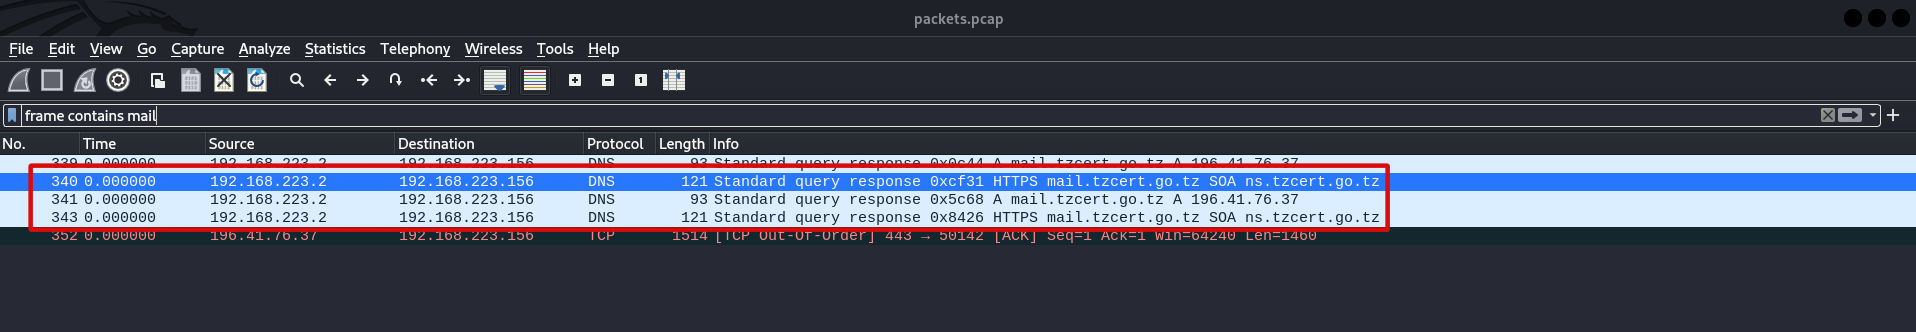 packets.pcap
File Edit View Go Capture Analyze Statistics Telephony Wireless Tools Help
frame contains mail
No. Time Source Destination Protocol Length Info
339 0.000000 192.168.223.2 192.168.223.156 DNS 93 Standard query response 0x0c44 A mail.tzcert.go.tz A 196.41.76.37
340 0.000000 192.168.223.2 192.168.223.156 DNS 121 Standard query response 0xcf31 HTTPS mail.tzcert.go.tz SOA ns.tzcert.go.tz
341 0.000000 192.168.223.2 192.168.223.156 DNS 93 Standard query response 0x5c68 A mail.tzcert.go.tz A 196.41.76.37
343 0.000000 192.168.223.2 192.168.223.156 DNS 121 Standard query response 0x8426 HTTPS mail.tzcert.go.tz SOA ns.tzcert.go.tz
352 0.000000 196.41.76.37 192.168.223.156 TCP 1514 [TCP Out-Of-Order] 443 → 50142 [ACK] Seq=1 Ack=1 Win=64240 Len=1460